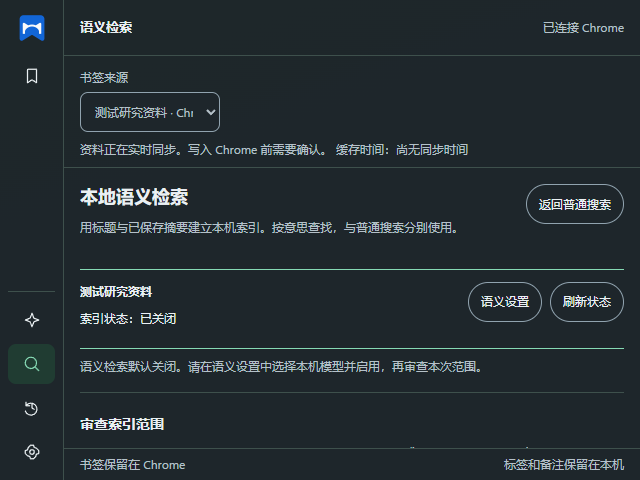 语义检索
已连接 Chrome
书签来源
测试研究资料 · Chr
资料正在实时同步。写入 Chrome 前需要确认。 缓存时间：尚无同步时间
本地语义检索
返回普通搜索
用标题与已保存摘要建立本机索引。按意思查找，与普通搜索分别使用。
测试研究资料
语义设置
刷新状态
索引状态：已关闭
语义检索默认关闭。请在语义设置中选择本机模型并启用，再审查本次范围。
审查索引范围
书签保留在 Chrome
标签和备注保留在本机